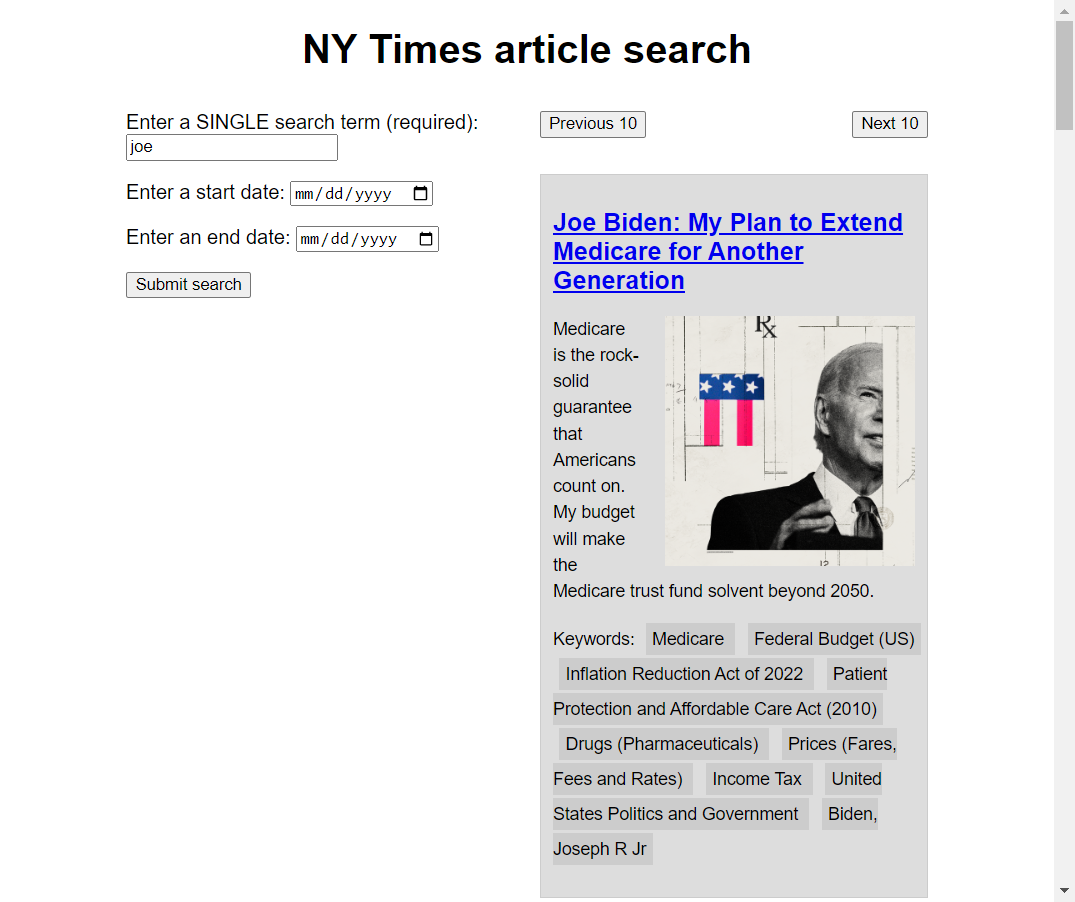 NY Times article search
Enter a SINGLE search term (required):
joe
Enter a start date: mm/dd/yyyy
Enter an end date: mm/dd/yyyy
Submit search
Previous 10
Next 10
Joe Biden: My Plan to Extend
Medicare for Another
Generation
Medicare
is the rock-
solid
guarantee
that
Americans
count on.
My budget
will make
the
Medicare trust fund solvent beyond 2050.
Rx
Keywords: Medicare Federal Budget (US)
Inflation Reduction Act of 2022 Patient
Protection and Affordable Care Act (2010)
Drugs (Pharmaceuticals) Prices (Fares,
Fees and Rates) Income Tax United
States Politics and Government Biden,
Joseph R Jr